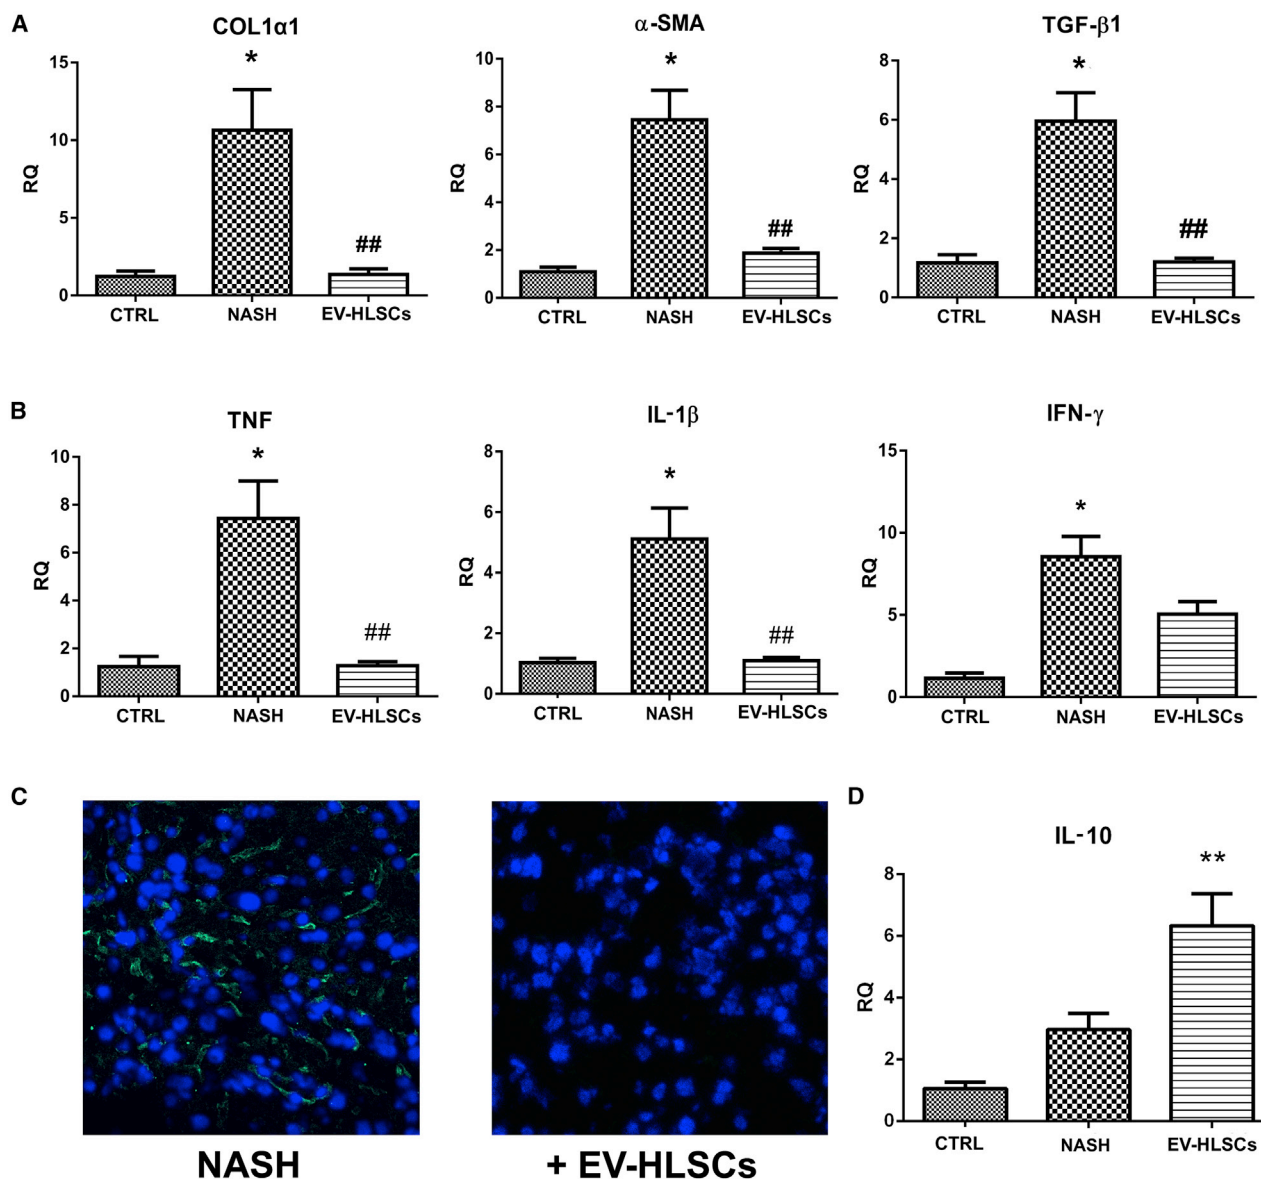 A
COL1α1
α-SMA
TGF-β1
*
*
*
15
10
5
0
RQ
##
CTRL NASH EV-HLSCs
10
8
6
4
2
0
RQ
##
CTRL NASH EV-HLSCs
8
6
4
2
0
RQ
##
CTRL NASH EV-HLSCs
B
TNF
IL-1β
IFN-γ
*
*
*
10
8
6
4
2
0
RQ
##
CTRL NASH EV-HLSCs
8
6
4
2
0
RQ
##
CTRL NASH EV-HLSCs
15
10
5
0
RQ
CTRL NASH EV-HLSCs
C
NASH
+ EV-HLSCs
D
IL-10
**
8
6
4
2
0
RQ
CTRL NASH EV-HLSCs